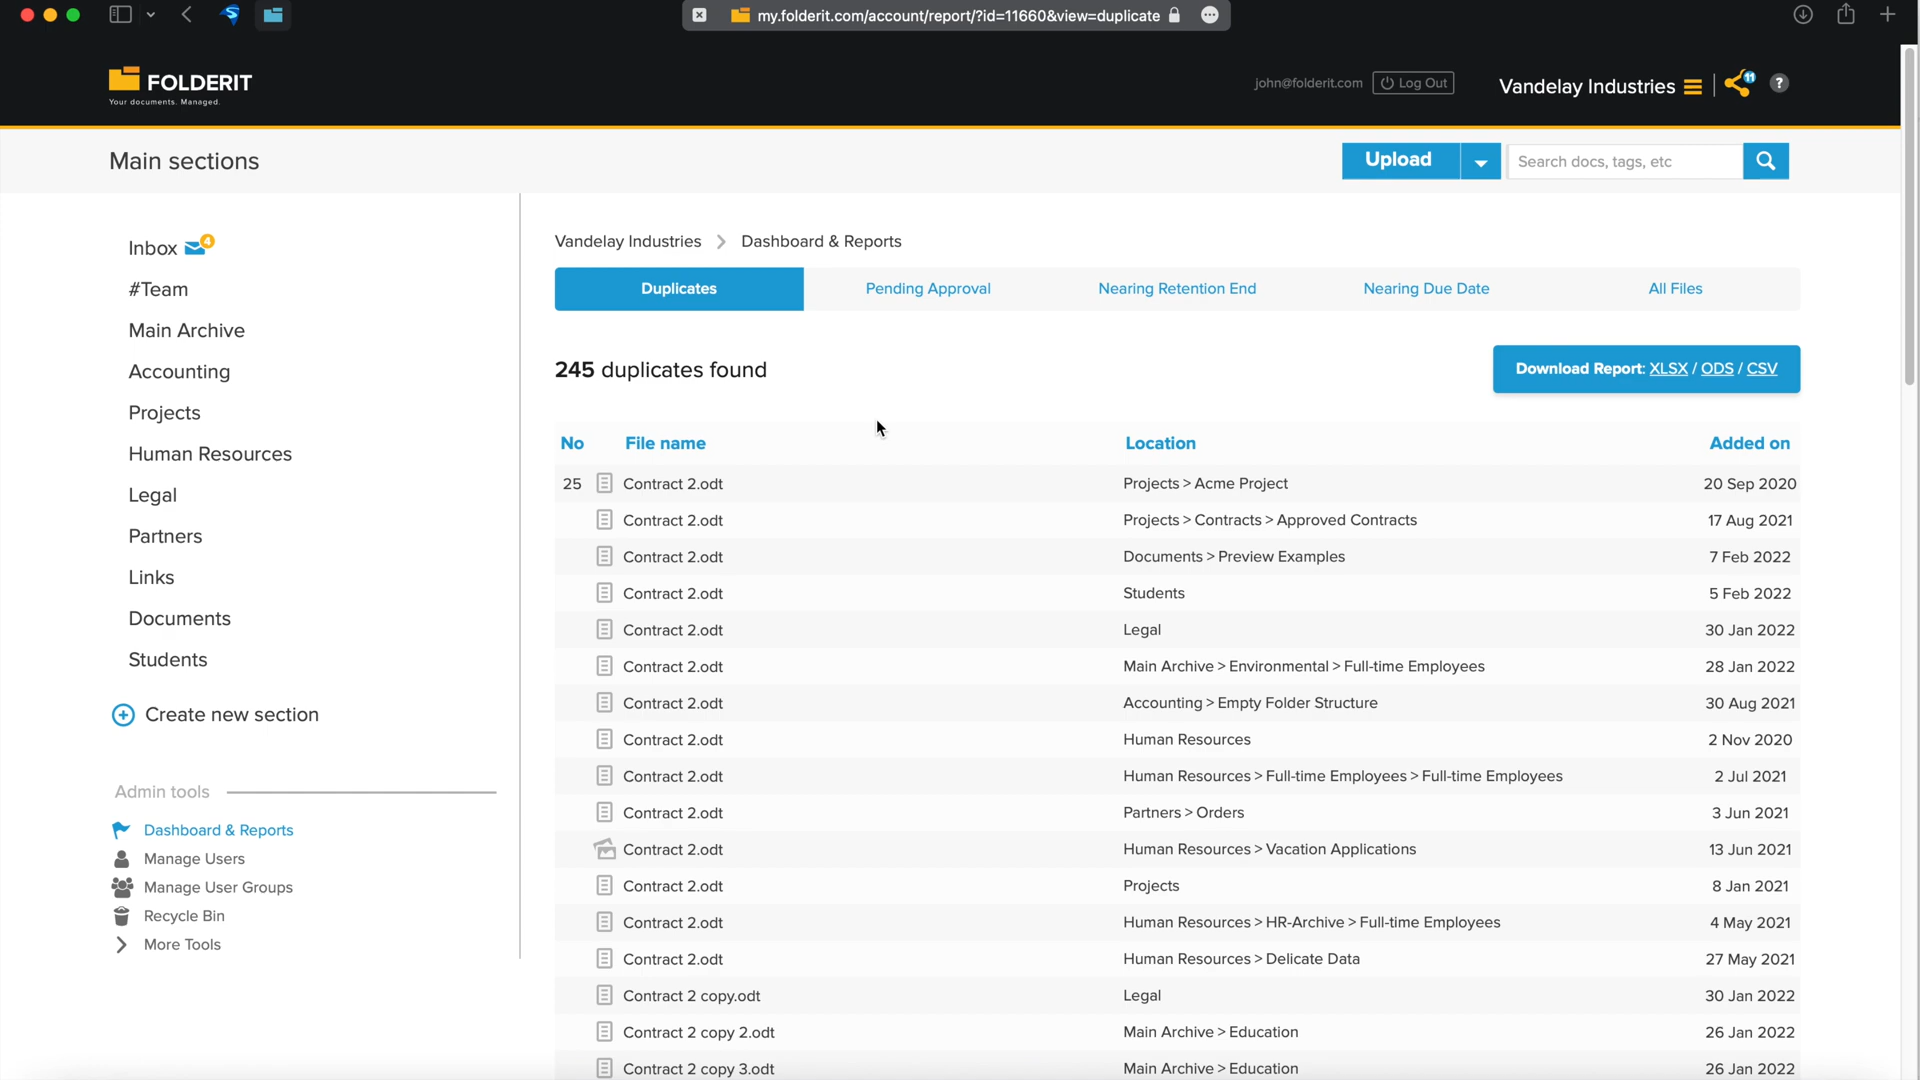 my.folderit.com/account/report/?id=11660&view=duplicate
FOLDERIT
Your documents. Managed.
john@folderit.com
Log Out
Vandelay Industries
11
?
Main sections
Upload
Search docs, tags, etc
Inbox 4
#Team
Main Archive
Accounting
Projects
Human Resources
Legal
Partners
Links
Documents
Students
Create new section
Admin tools
Dashboard & Reports
Manage Users
Manage User Groups
Recycle Bin
More Tools
Vandelay Industries > Dashboard & Reports
Duplicates Pending Approval Nearing Retention End Nearing Due Date All Files
245 duplicates found
Download Report: XLSX / ODS / CSV
No File name Location Added on
25 Contract 2.odt Projects > Acme Project 20 Sep 2020
Contract 2.odt Projects > Contracts > Approved Contracts 17 Aug 2021
Contract 2.odt Documents > Preview Examples 7 Feb 2022
Contract 2.odt Students 5 Feb 2022
Contract 2.odt Legal 30 Jan 2022
Contract 2.odt Main Archive > Environmental > Full-time Employees 28 Jan 2022
Contract 2.odt Accounting > Empty Folder Structure 30 Aug 2021
Contract 2.odt Human Resources 2 Nov 2020
Contract 2.odt Human Resources > Full-time Employees > Full-time Employees 2 Jul 2021
Contract 2.odt Partners > Orders 3 Jun 2021
Contract 2.odt Human Resources > Vacation Applications 13 Jun 2021
Contract 2.odt Projects 8 Jan 2021
Contract 2.odt Human Resources > HR-Archive > Full-time Employees 4 May 2021
Contract 2.odt Human Resources > Delicate Data 27 May 2021
Contract 2 copy.odt Legal 30 Jan 2022
Contract 2 copy 2.odt Main Archive > Education 26 Jan 2022
Contract 2 copy 3.odt Main Archive > Education 26 Jan 2022